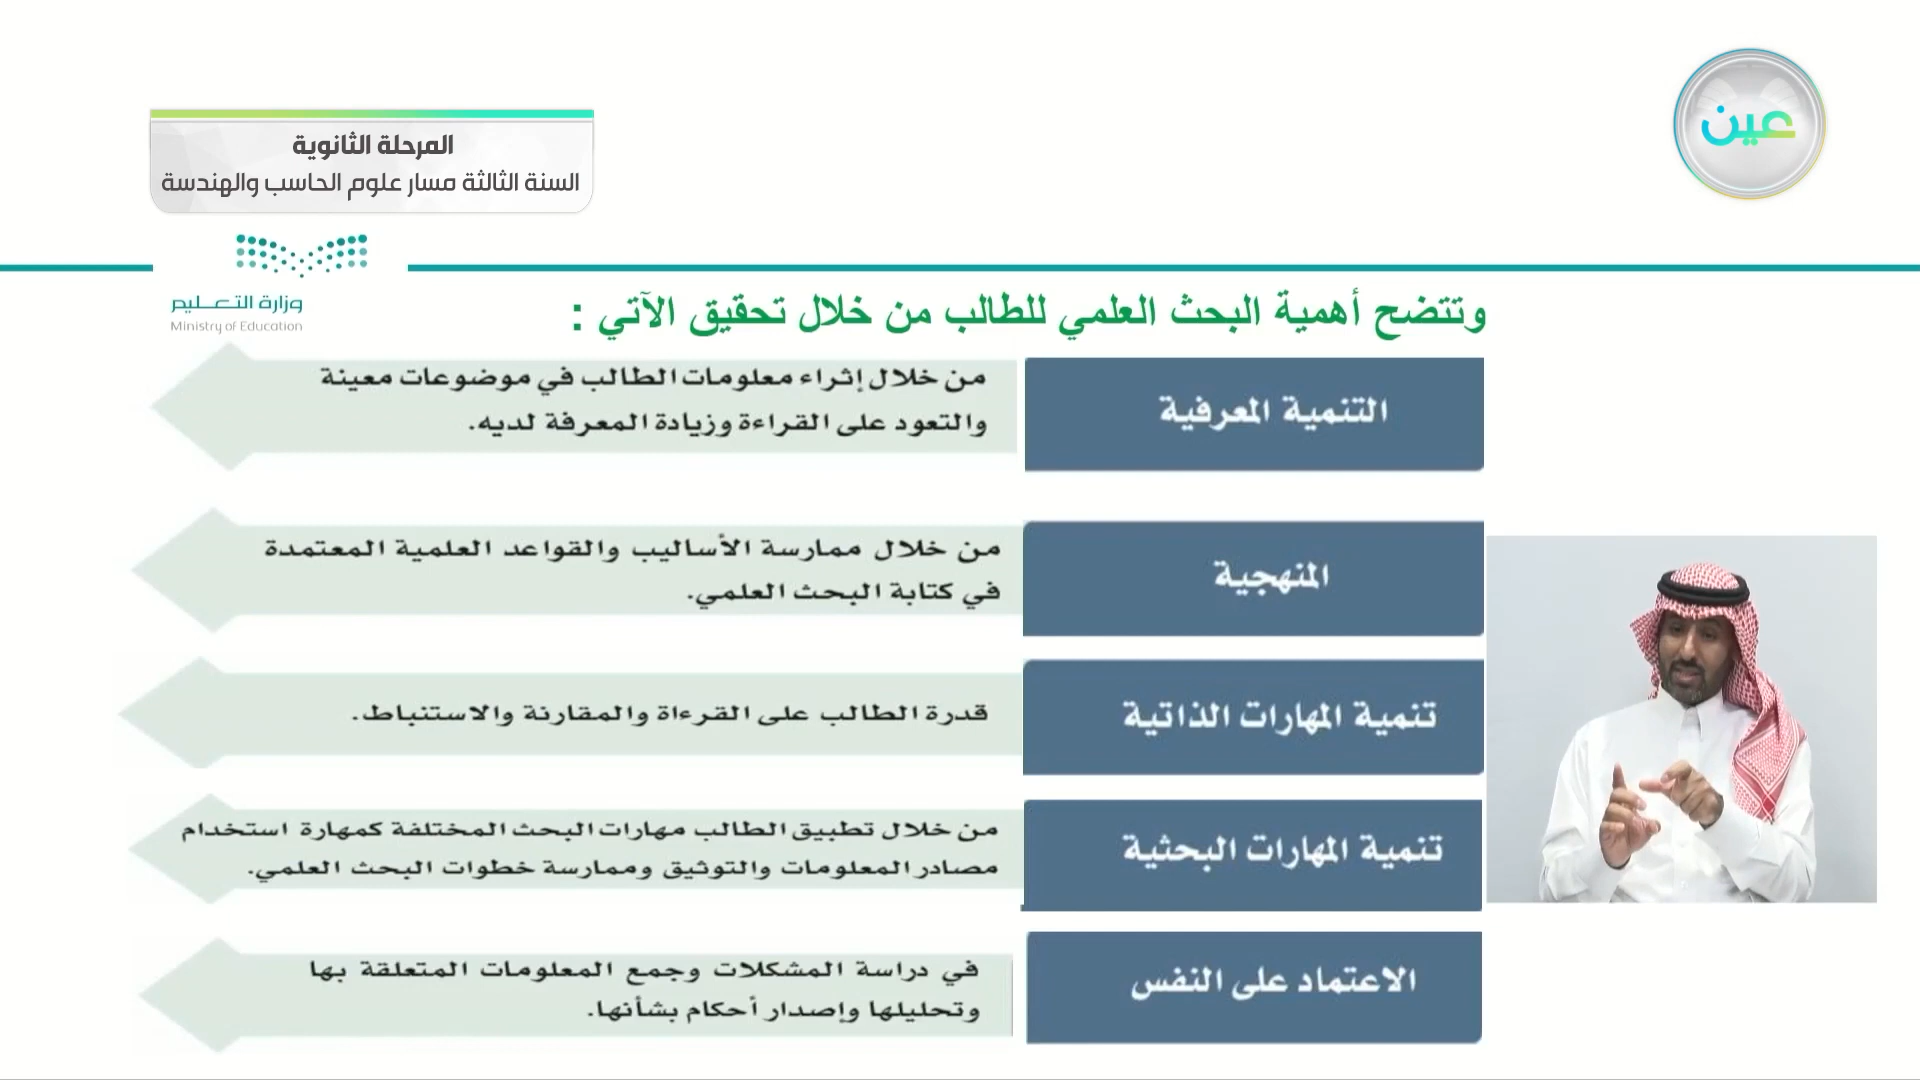 عين
المرحلة الثانوية
السنة الثالثة مسار علوم الحاسب والهندسة
وزارة التعليم
Ministry of Education
وتتضح أهمية البحث العلمي للطالب من خلال تحقيق الآتي :
التنمية المعرفية
من خلال إثراء معلومات الطالب في موضوعات معينة
والتعود على القراءة وزيادة المعرفة لديه.
المنهجية
من خلال ممارسة الأساليب والقواعد العلمية المعتمدة
في كتابة البحث العلمي.
تنمية المهارات الذاتية
قدرة الطالب على القرءاة والمقارنة والاستنباط.
تنمية المهارات البحثية
من خلال تطبيق الطالب مهارات البحث المختلفة كمهارة استخدام
مصادر المعلومات والتوثيق وممارسة خطوات البحث العلمي.
الاعتماد على النفس
في دراسة المشكلات وجمع المعلومات المتعلقة بها
وتحليلها وإصدار أحكام بشأنها.